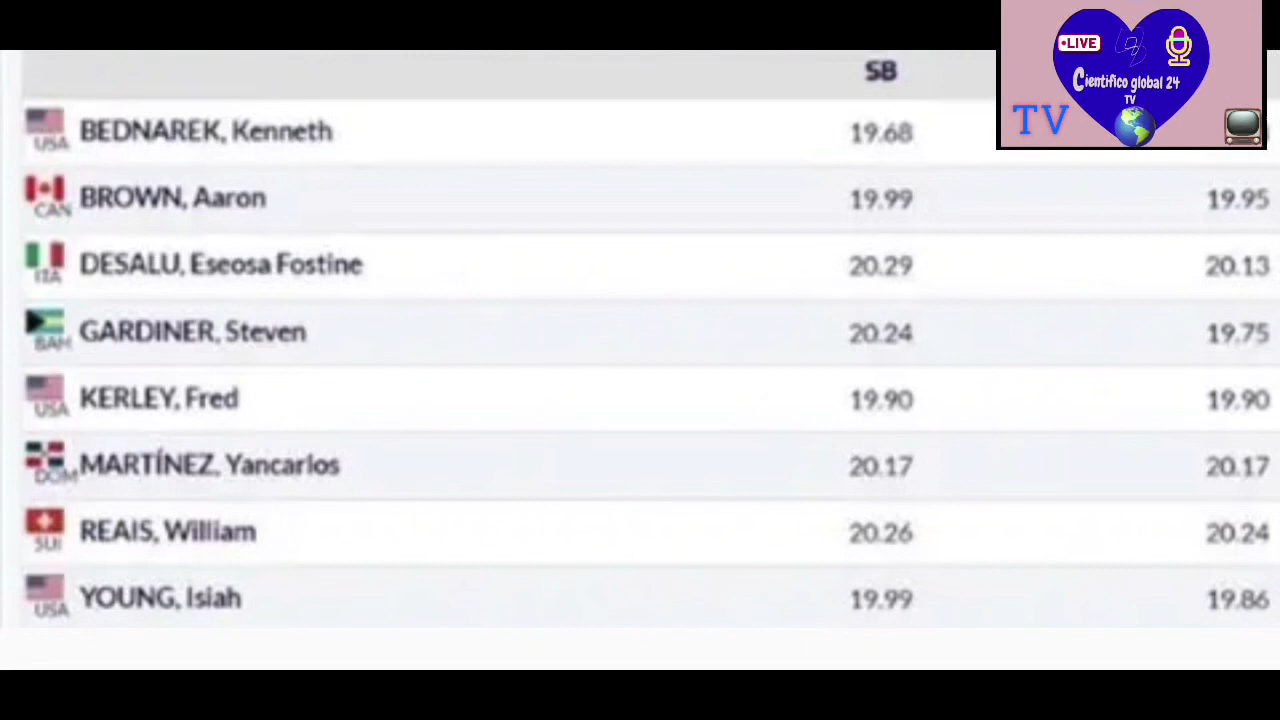 SB
•LIVE
Científico global 24
TV
TV
USA BEDNAREK, Kenneth 19.68
CAN BROWN, Aaron 19.99 19.95
ITA DESALU, Eseosa Fostine 20.29 20.13
BAH GARDINER, Steven 20.24 19.75
USA KERLEY, Fred 19.90 19.90
DOM MARTÍNEZ, Yancarlos 20.17 20.17
SUI REAIS, William 20.26 20.24
USA YOUNG, Isiah 19.99 19.86